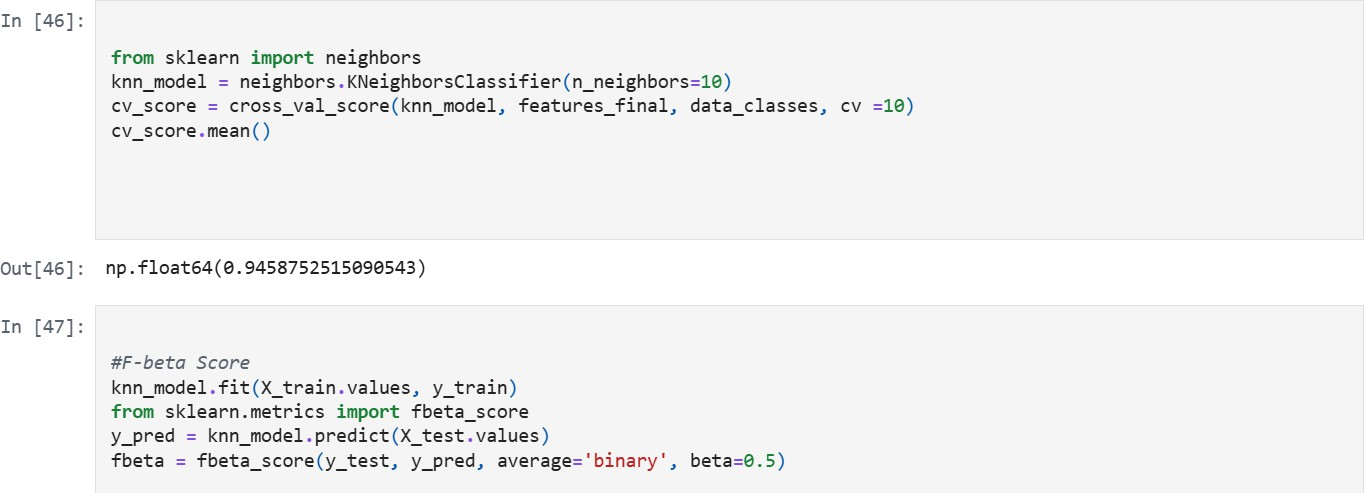 In [46]:
from sklearn import neighbors
knn_model = neighbors.KNeighborsClassifier(n_neighbors=10)
cv_score = cross_val_score(knn_model, features_final, data_classes, cv =10)
cv_score.mean()
Out[46]: np.float64(0.9458752515090543)
In [47]:
#F-beta Score
knn_model.fit(X_train.values, y_train)
from sklearn.metrics import fbeta_score
y_pred = knn_model.predict(X_test.values)
fbeta = fbeta_score(y_test, y_pred, average='binary', beta=0.5)